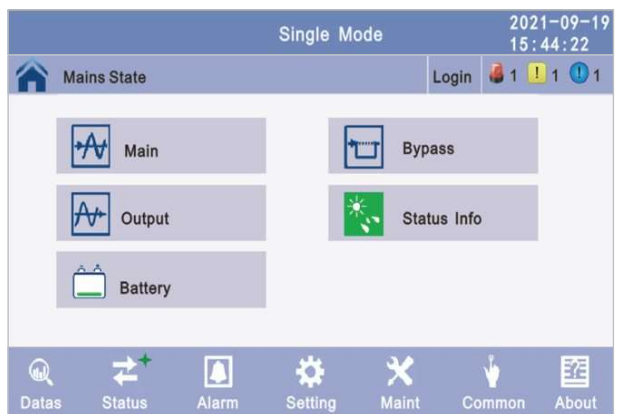 Single Mode
2021-09-19
15:44:22
Mains State
Login
1
! 1
! 1
Main
Bypass
Output
Status Info
Battery
Datas
Status
Alarm
Setting
Maint
Common
About